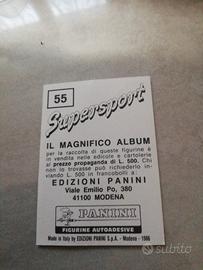 55
Supersport
IL MAGNIFICO ALBUM
per la raccolta di queste figurine è
in vendita nelle edicole e cartolerie
al prezzo propaganda di L. 500. Chi
non lo trovasse può richiederlo in-
viando L. 500 in francobolli a:
EDIZIONI PANINI
Viale Emilio Po, 380
41100 MODENA
PANINI
FIGURINE AUTOADESIVE
Made in Italy by EDIZIONI PANINI S.p.A. - Modena - 1986
subito.it